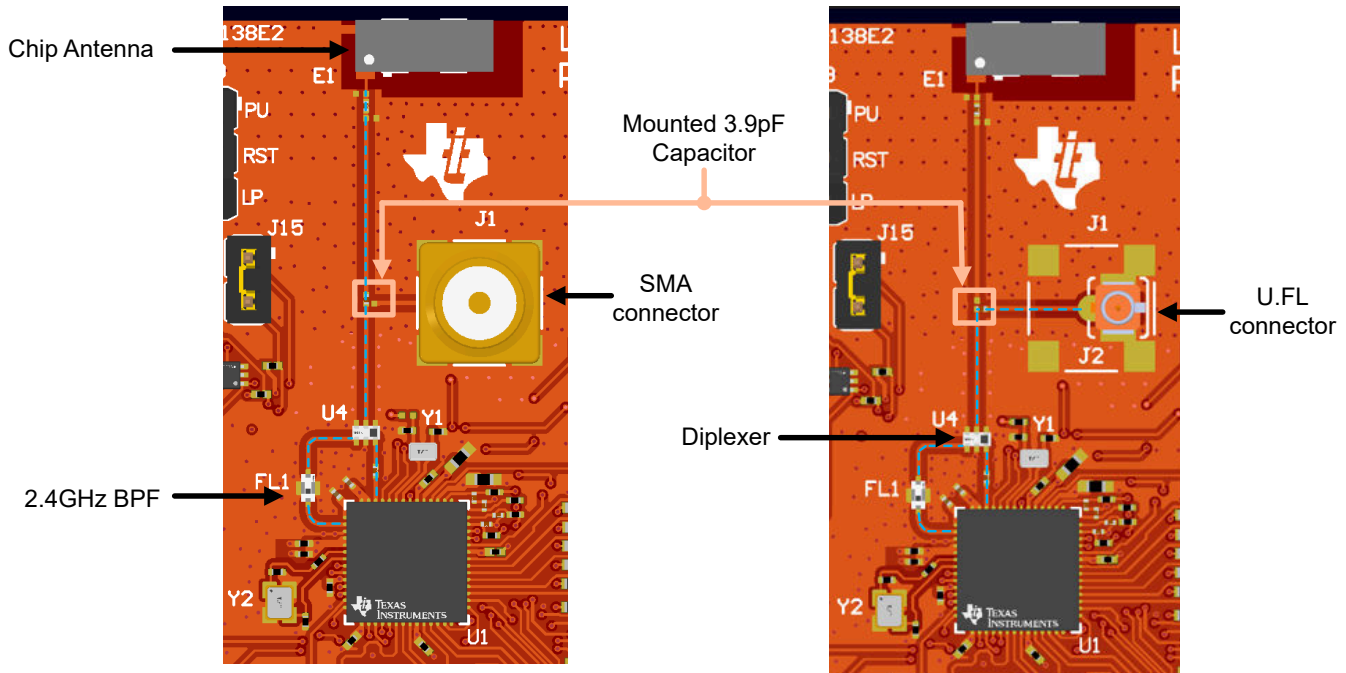 138E2
L
Chip Antenna
E1
F
PU
RST
LP
J15
J1
SMA
connector
U4
Y1
FL1
2.4GHz BPF
Y2
TEXAS
INSTRUMENTS
U1
Mounted 3.9pF
Capacitor
138E2
L
E1
PU
RST
LP
J15
J1
U.FL
connector
J2
Diplexer
U4
Y1
FL1
Y2
TEXAS
INSTRUMENTS
U1